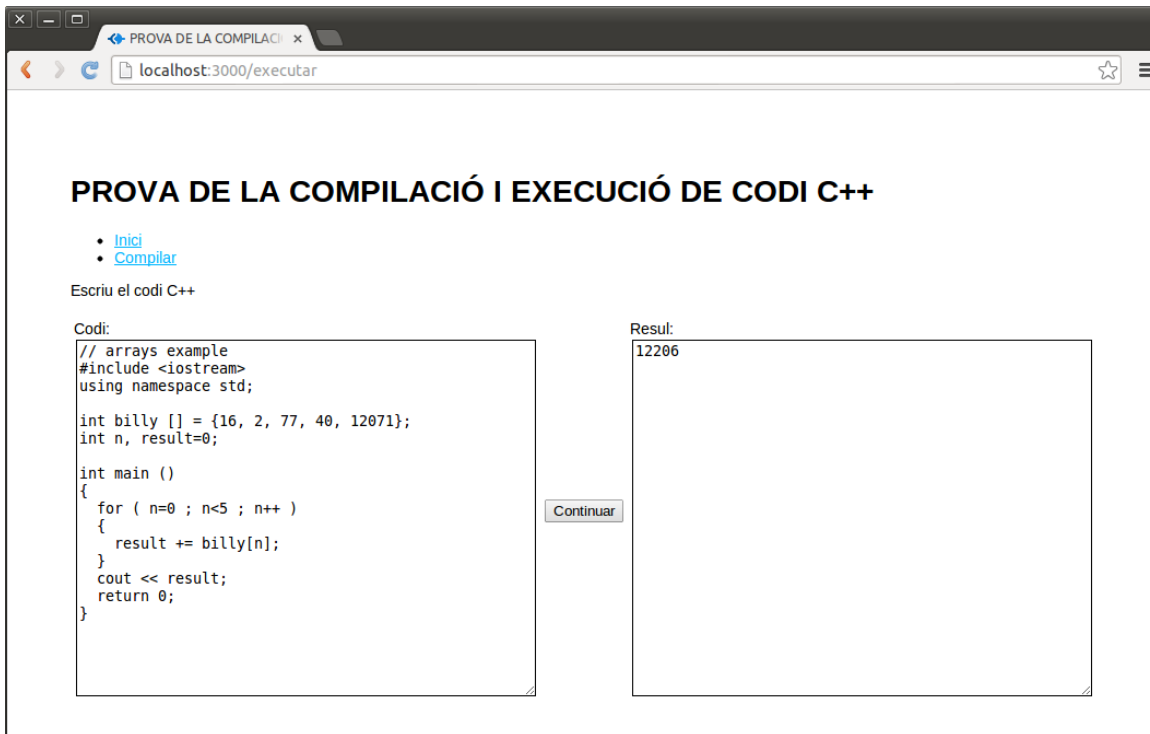 PROVA DE LA COMPILACI
localhost:3000/executar
PROVA DE LA COMPILACIÓ I EXECUCIÓ DE CODI C++
Inici
Compilar
Escriu el codi C++
Codi:
// arrays example
#include <iostream>
using namespace std;
int billy [] = {16, 2, 77, 40, 12071};
int n, result=0;
int main ()
{
for ( n=0 ; n<5 ; n++ )
{
result += billy[n];
}
cout << result;
return 0;
}
Continuar
Resul:
12206